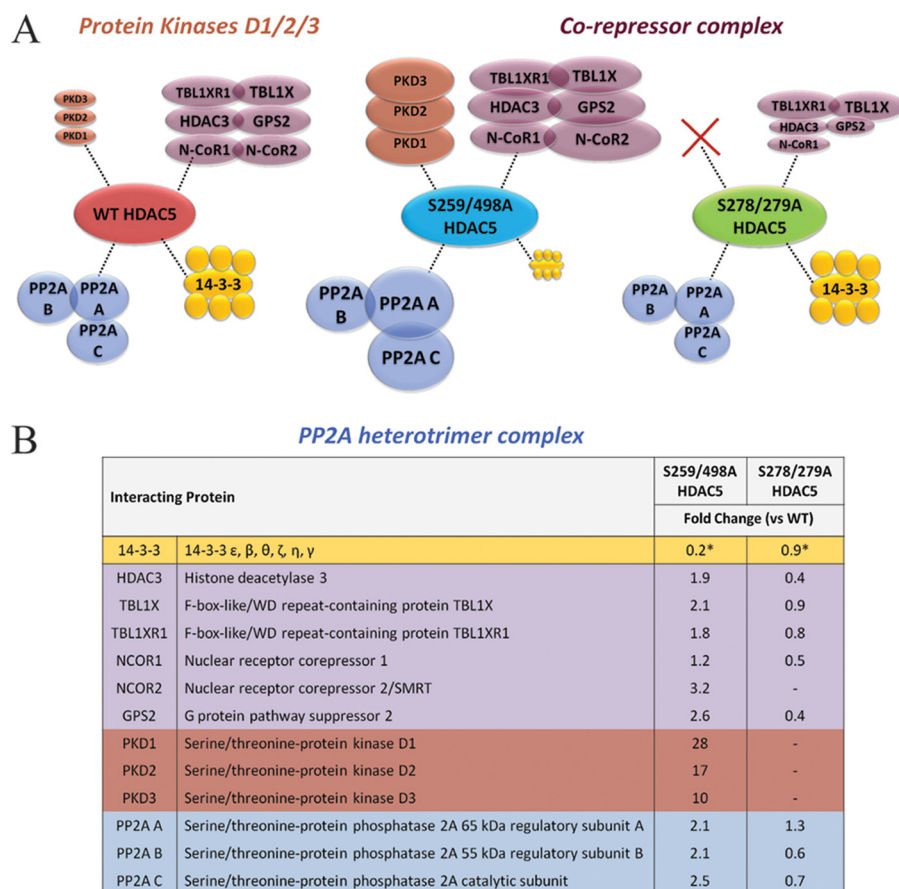 A
Protein Kinases D1/2/3
Co-repressor complex
PKD3
PKD2
PKD1
TBL1XR1
TBL1X
HDAC3
GPS2
N-CoR1
N-CoR2
WT HDAC5
PP2A
B
PP2A
A
PP2A
C
14-3-3
PKD3
PKD2
PKD1
TBL1XR1
TBL1X
HDAC3
GPS2
N-CoR1
N-CoR2
S259/498A
HDAC5
PP2A
B
PP2A A
PP2A C
TBL1XR1
TBL1X
HDAC3
GPS2
N-CoR1
S278/279A
HDAC5
PP2A
B
PP2A
A
PP2A
C
14-3-3
PP2A heterotrimer complex
B
Interacting Protein
S259/498A
HDAC5
S278/279A
HDAC5
Fold Change (vs WT)
14-3-3 14-3-3 ε, β, θ, ζ, η, γ 0.2* 0.9*
HDAC3 Histone deacetylase 3 1.9 0.4
TBL1X F-box-like/WD repeat-containing protein TBL1X 2.1 0.9
TBL1XR1 F-box-like/WD repeat-containing protein TBL1XR1 1.8 0.8
NCOR1 Nuclear receptor corepressor 1 1.2 0.5
NCOR2 Nuclear receptor corepressor 2/SMRT 3.2 -
GPS2 G protein pathway suppressor 2 2.6 0.4
PKD1 Serine/threonine-protein kinase D1 28 -
PKD2 Serine/threonine-protein kinase D2 17 -
PKD3 Serine/threonine-protein kinase D3 10 -
PP2A A Serine/threonine-protein phosphatase 2A 65 kDa regulatory subunit A 2.1 1.3
PP2A B Serine/threonine-protein phosphatase 2A 55 kDa regulatory subunit B 2.1 0.6
PP2A C Serine/threonine-protein phosphatase 2A catalytic subunit 2.5 0.7